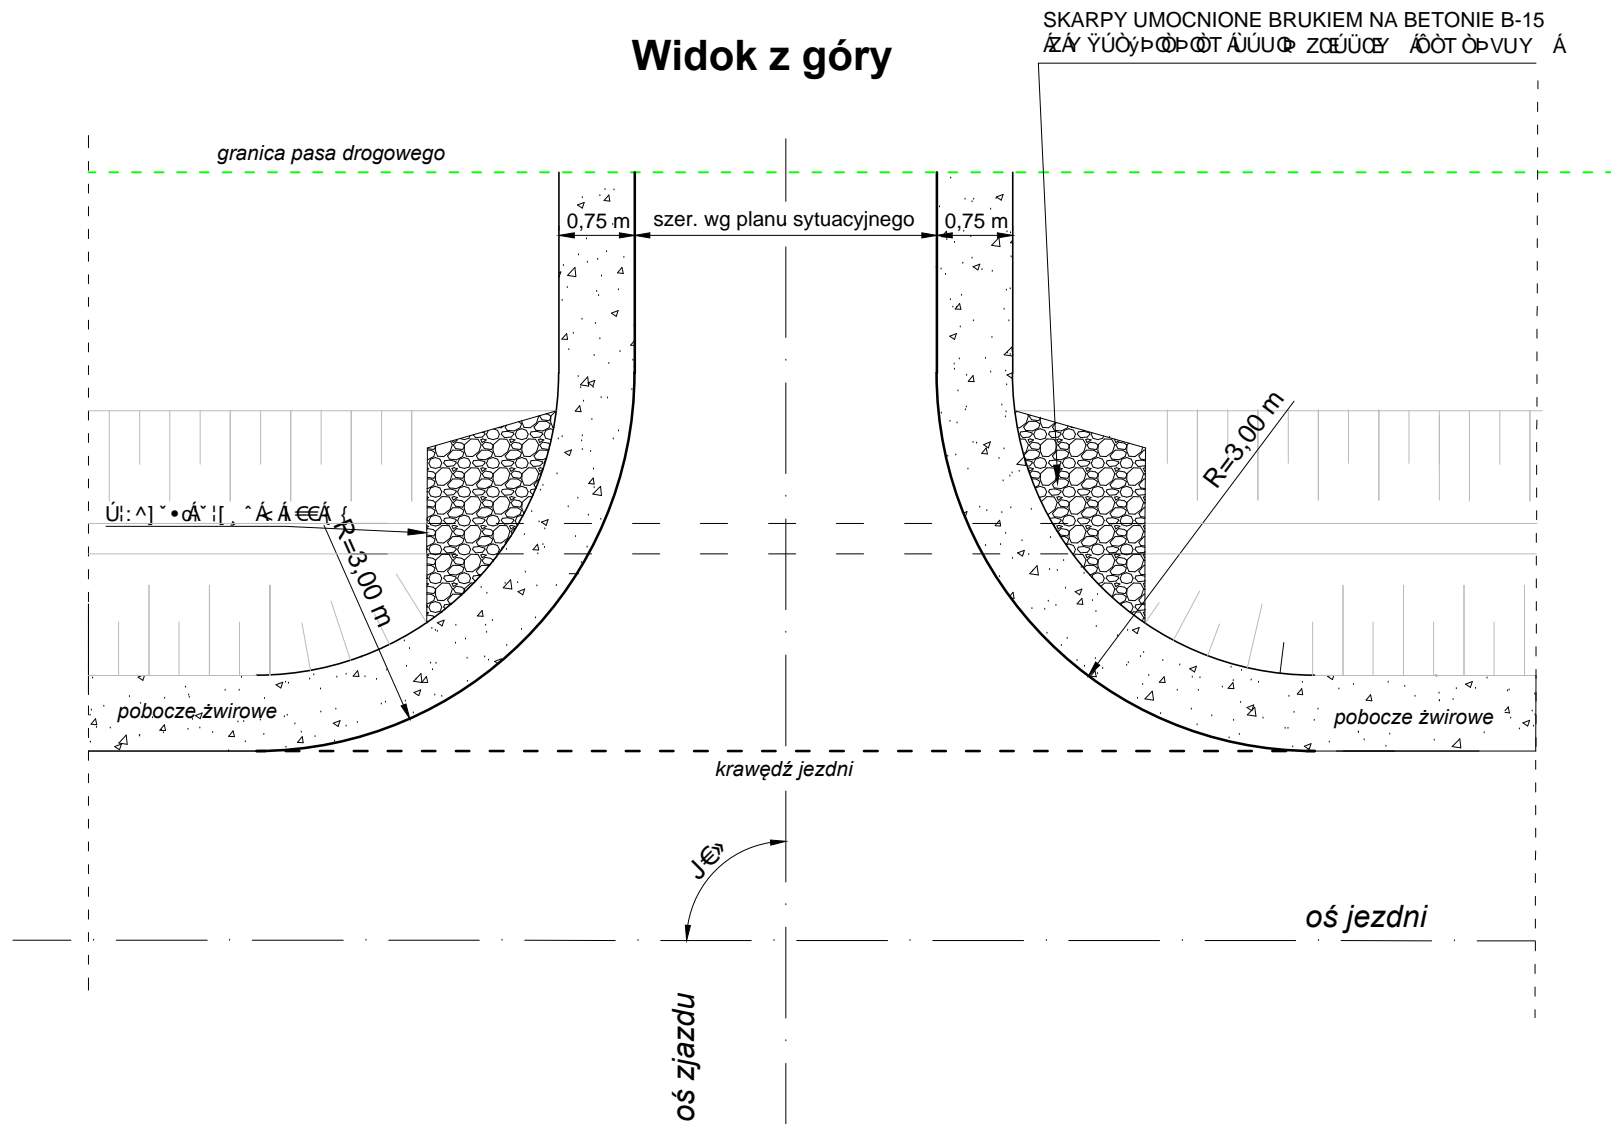 SKARPY UMOCNIONE BRUKIEM NA BETONIE B-15
Widok z góry
granica pasa drogowego
0,75 m
szer. wg planu sytuacyjnego
0,75 m
R=3,00 m
R=3,00 m
pobocze żwirowe
pobocze żwirowe
krawędź jezdni
oś jezdni
oś zjazdu